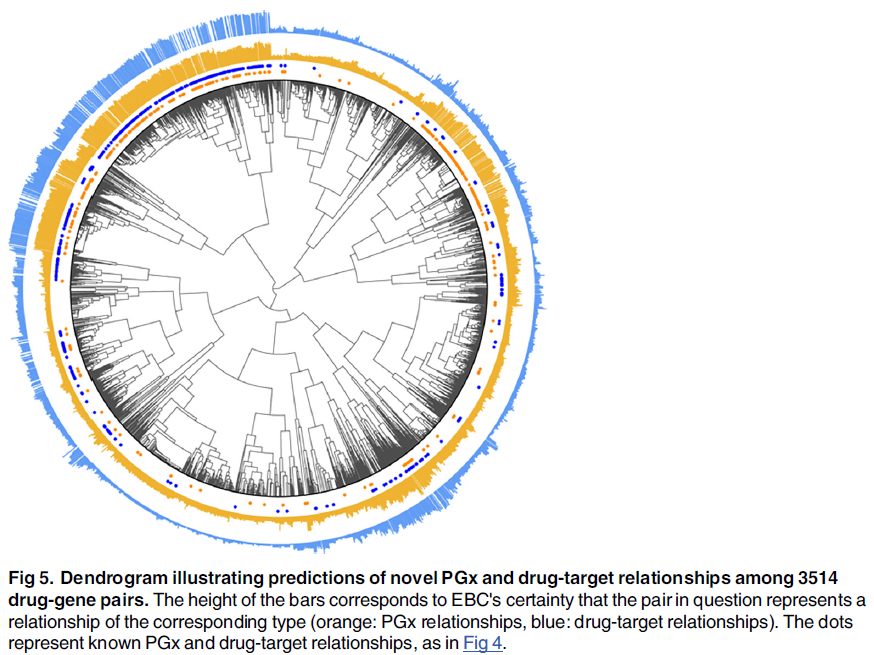 Fig 5. Dendrogram illustrating predictions of novel PGx and drug-target relationships among 3514
drug-gene pairs. The height of the bars corresponds to EBC's certainty that the pair in question represents a
relationship of the corresponding type (orange: PGx relationships, blue: drug-target relationships). The dots
represent known PGx and drug-target relationships, as in Fig 4.